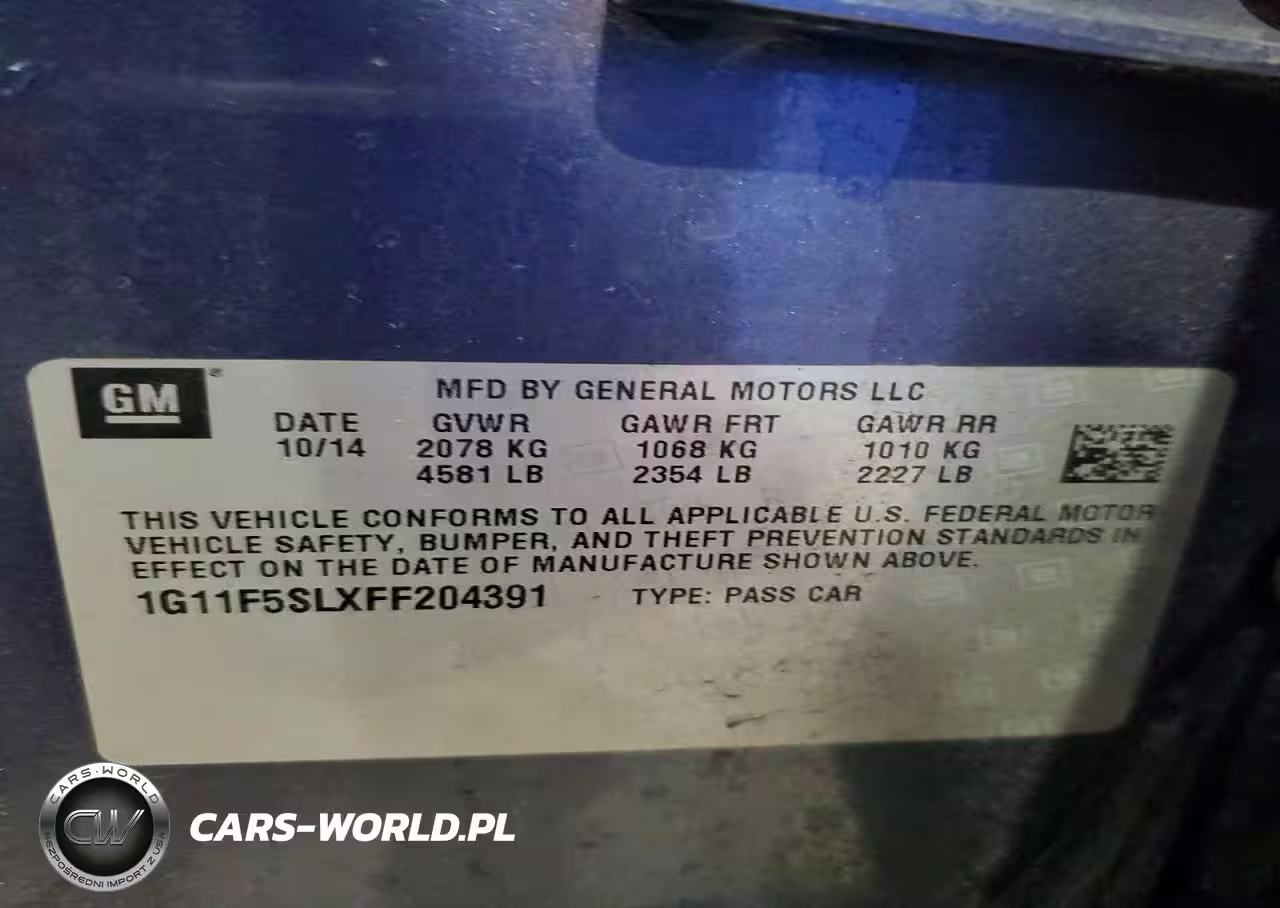 GM
MFD BY GENERAL MOTORS LLC
DATE GVWR GAWR FRT GAWR RR
10/14 2078 KG 1068 KG 1010 KG
4581 LB 2354 LB 2227 LB
THIS VEHICLE CONFORMS TO ALL APPLICABLE U.S. FEDERAL MOTOR
VEHICLE SAFETY, BUMPER, AND THEFT PREVENTION STANDARDS IN
EFFECT ON THE DATE OF MANUFACTURE SHOWN ABOVE.
1G11F5SLXFF204391 TYPE: PASS CAR
CARS-WORLD
CW
BEZPOŚREDNI IMPORT Z USA
CARS-WORLD.PL